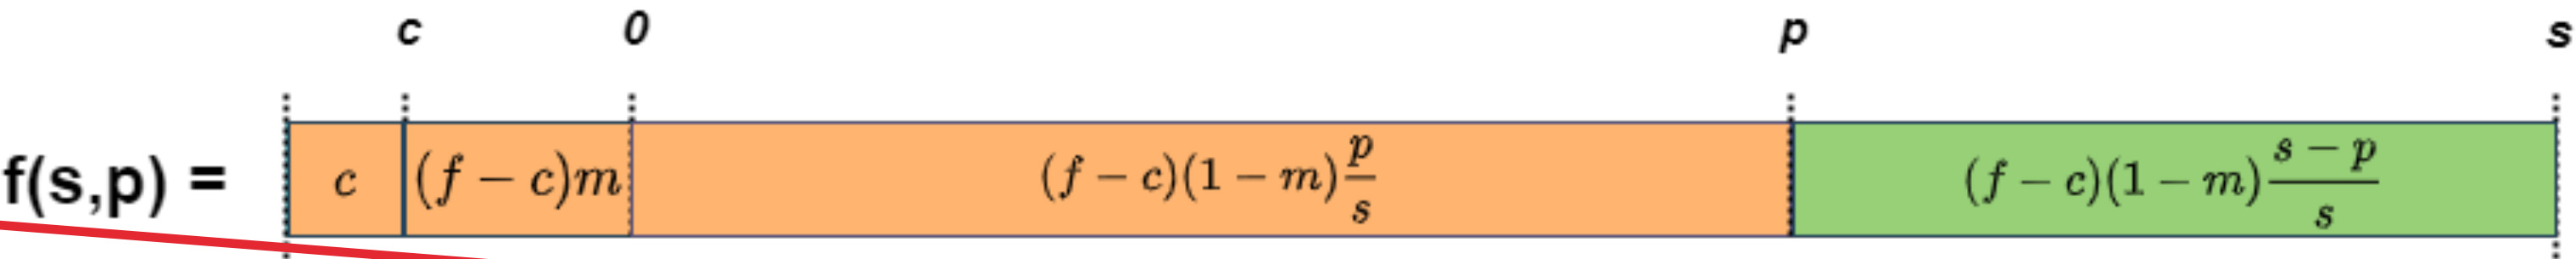 c 0 p s
f(s,p) = c (f − c)m (f − c)(1 − m)p/s (f − c)(1 − m)(s − p)/s